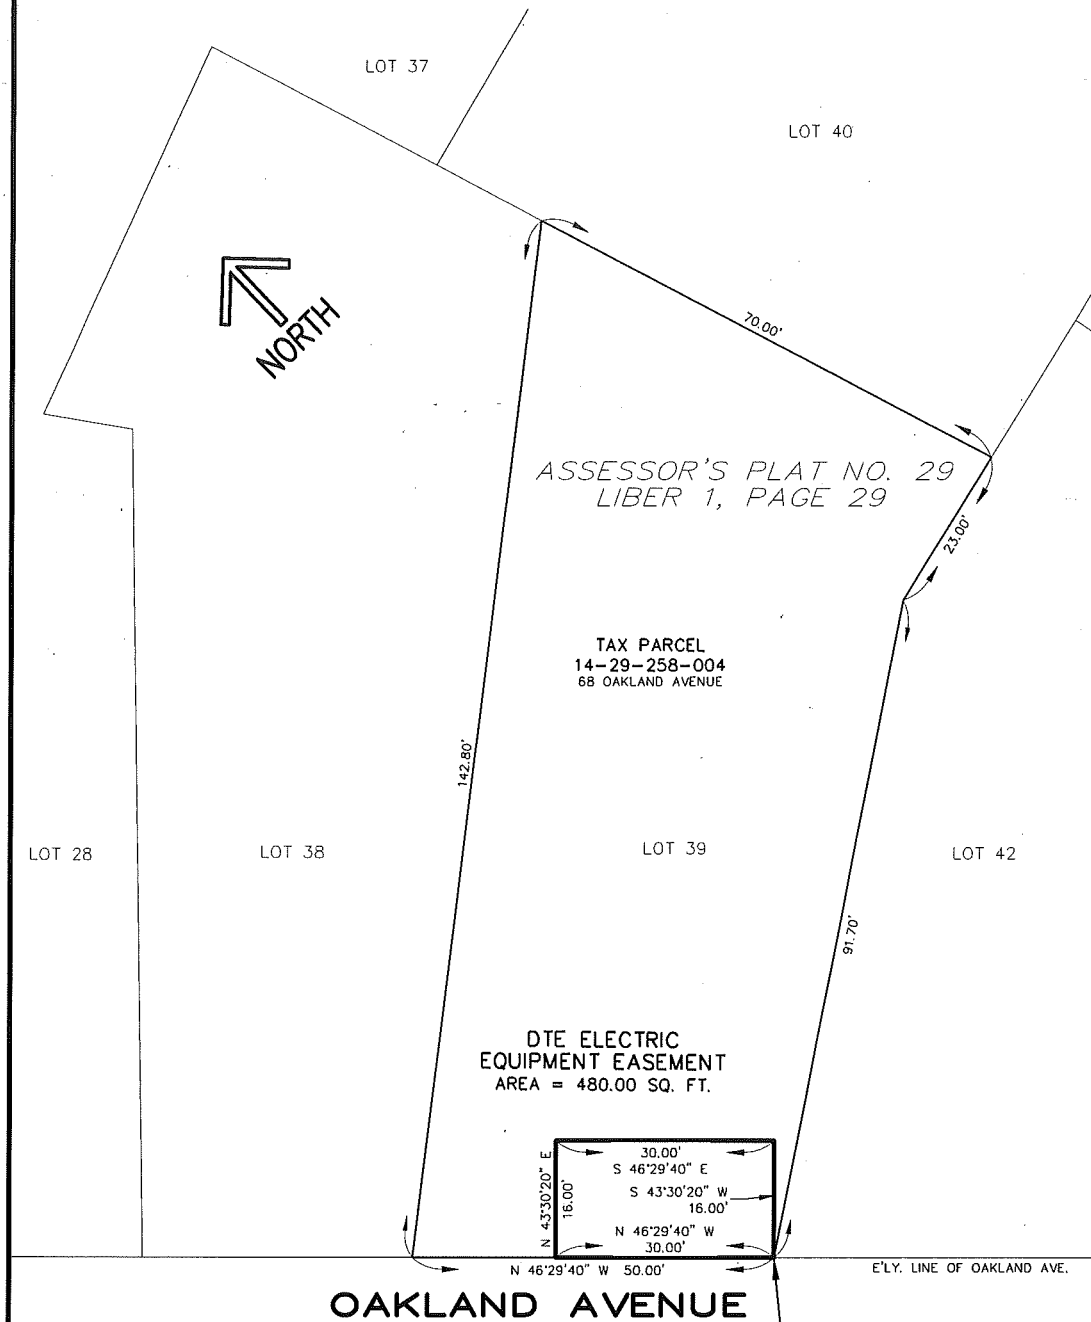 LOT 37
LOT 40
NORTH
70.00'
ASSESSOR'S PLAT NO. 29
LIBER 1, PAGE 29
23.00'
TAX PARCEL
14-29-258-004
68 OAKLAND AVENUE
142.80'
LOT 28
LOT 38
LOT 39
LOT 42
91.70'
DTE ELECTRIC
EQUIPMENT EASEMENT
AREA = 480.00 SQ. FT.
N 43°30'20" E
16.00'
30.00'
S 46°29'40" E
S 43°30'20" W
16.00'
N 46°29'40" W
30.00'
N 46°29'40" W 50.00'
E'LY. LINE OF OAKLAND AVE.
OAKLAND AVENUE